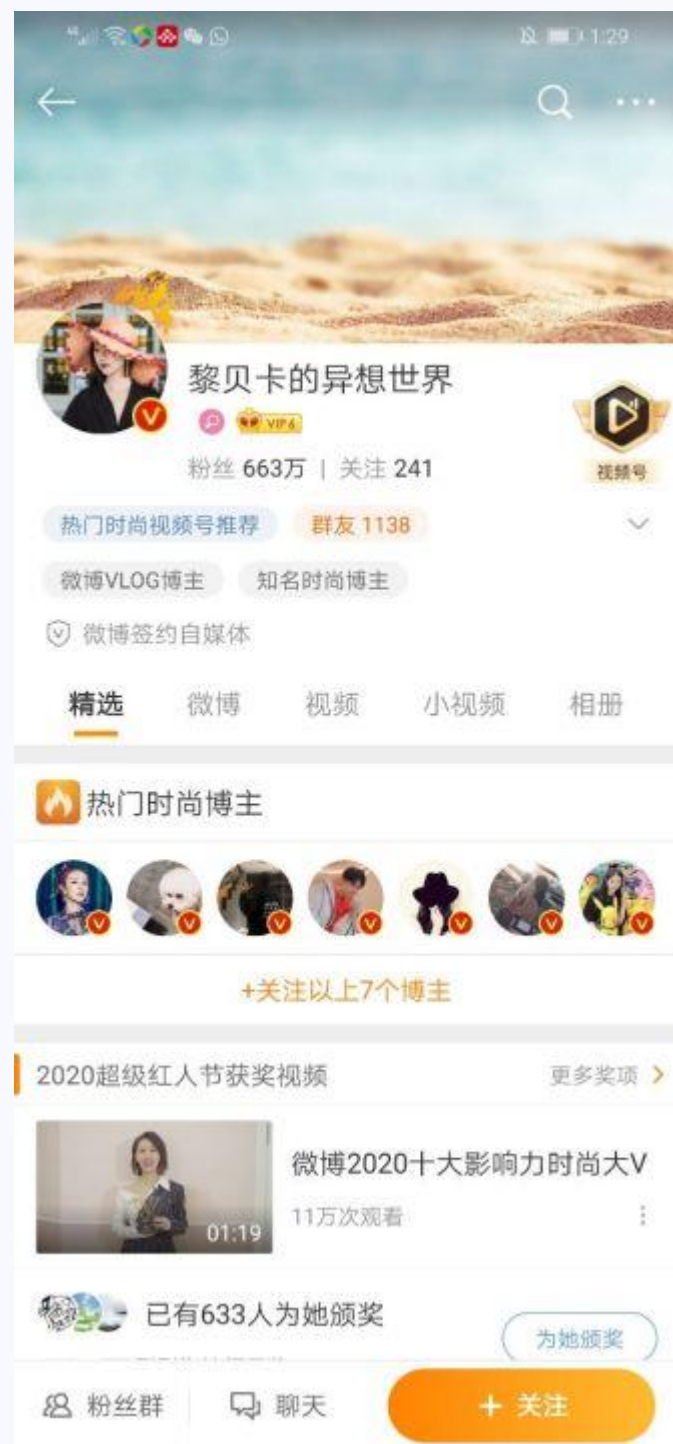 1:29
黎贝卡的异想世界
VIP 6
粉丝 663万 | 关注 241
视频号
热门时尚视频号推荐 群友 1138
微博VLOG博主 知名时尚博主
微博签约自媒体
精选 微博 视频 小视频 相册
热门时尚博主
+关注以上7个博主
2020超级红人节获奖视频 更多奖项
微博2020十大影响力时尚大V
11万次观看
01:19
已有633人为她颁奖
为她颁奖
粉丝群 聊天 + 关注